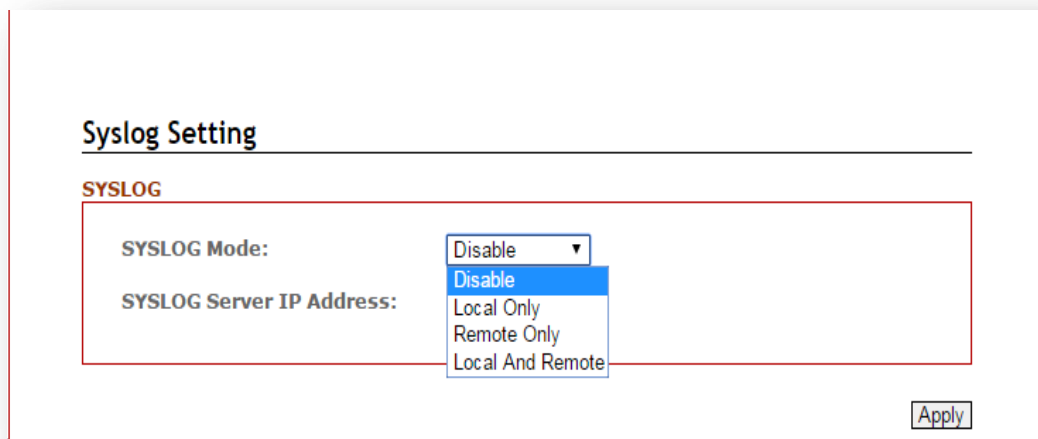 Syslog Setting
SYSLOG
SYSLOG Mode: Disable
Disable
SYSLOG Server IP Address:
Local Only
Remote Only
Local And Remote
Apply